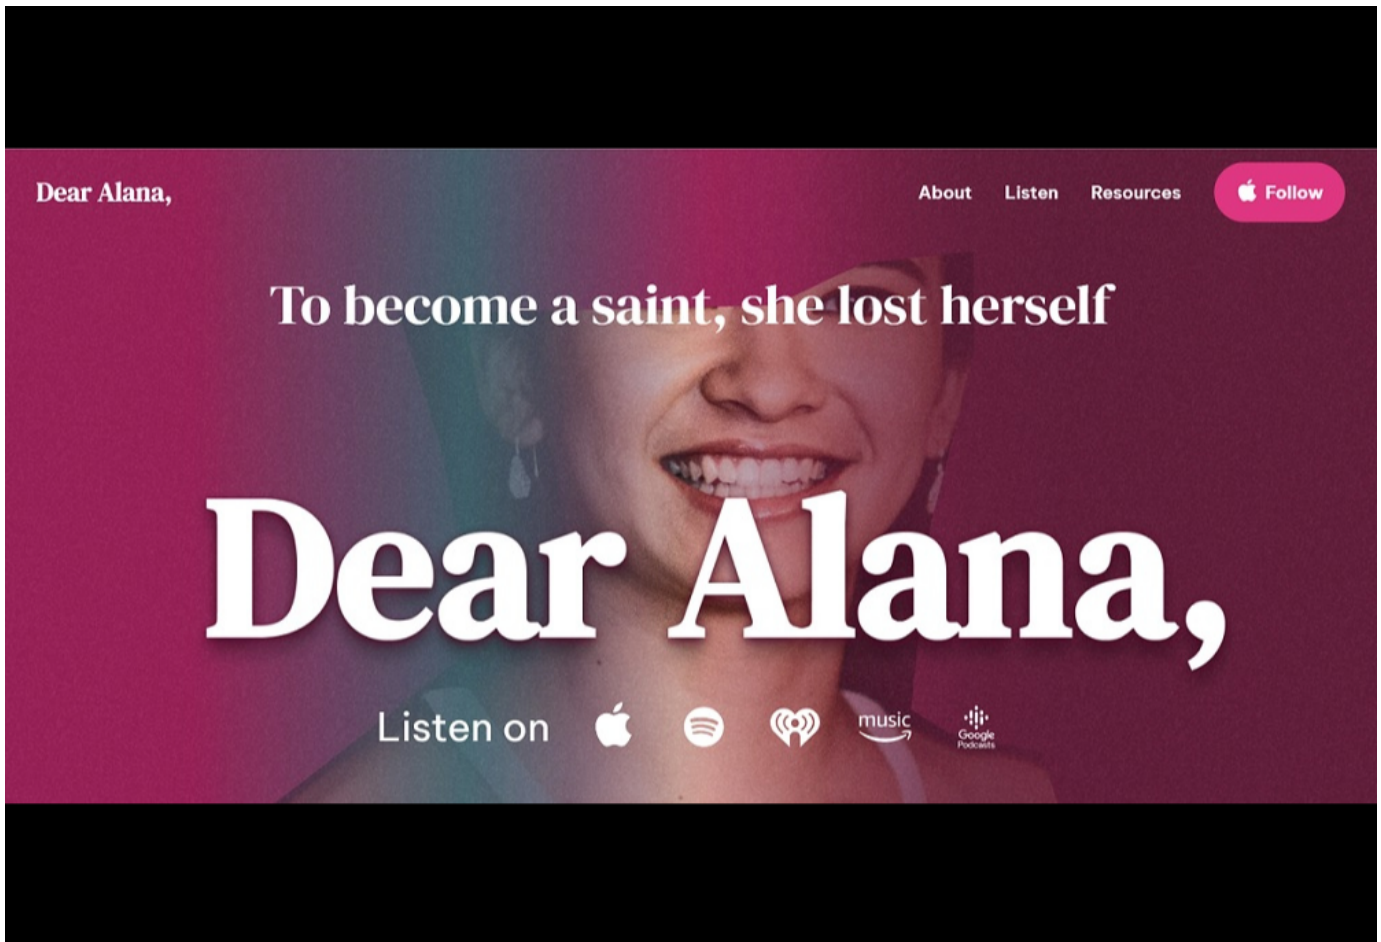 Dear Alana,
About Listen Resources Follow
To become a saint, she lost herself
Dear Alana,
Listen on music Google Podcasts